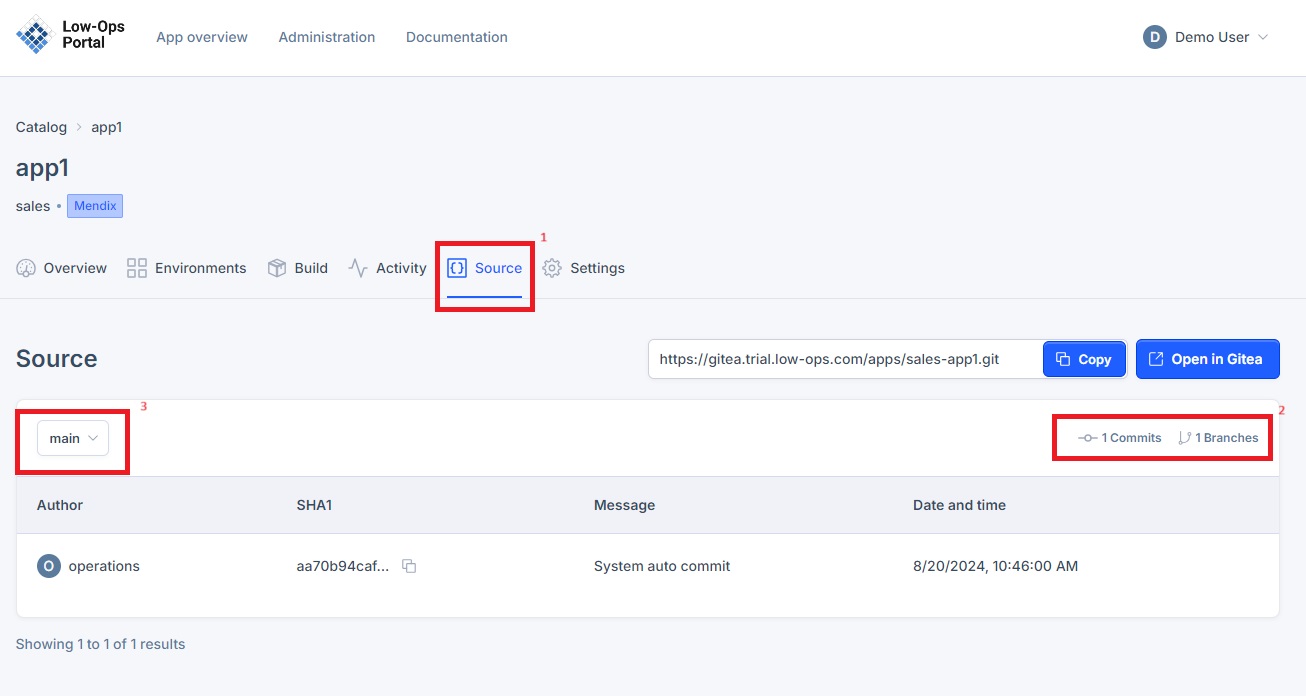 Low-Ops
Portal
App overview Administration Documentation
D Demo User
Catalog > app1
app1
sales • Mendix
1
Overview Environments Build Activity {} Source Settings
Source
https://gitea.trial.low-ops.com/apps/sales-app1.git Copy Open in Gitea
3
2
main 1 Commits 1 Branches
Author SHA1 Message Date and time
O operations aa70b94caf... System auto commit 8/20/2024, 10:46:00 AM
Showing 1 to 1 of 1 results